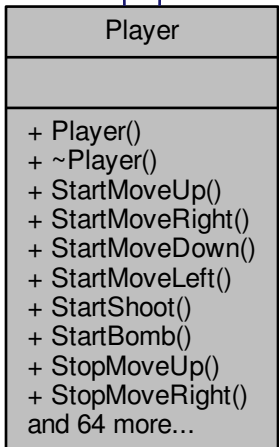 Player
+ Player()
+ ~Player()
+ StartMoveUp()
+ StartMoveRight()
+ StartMoveDown()
+ StartMoveLeft()
+ StartShoot()
+ StartBomb()
+ StopMoveUp()
+ StopMoveRight()
and 64 more...